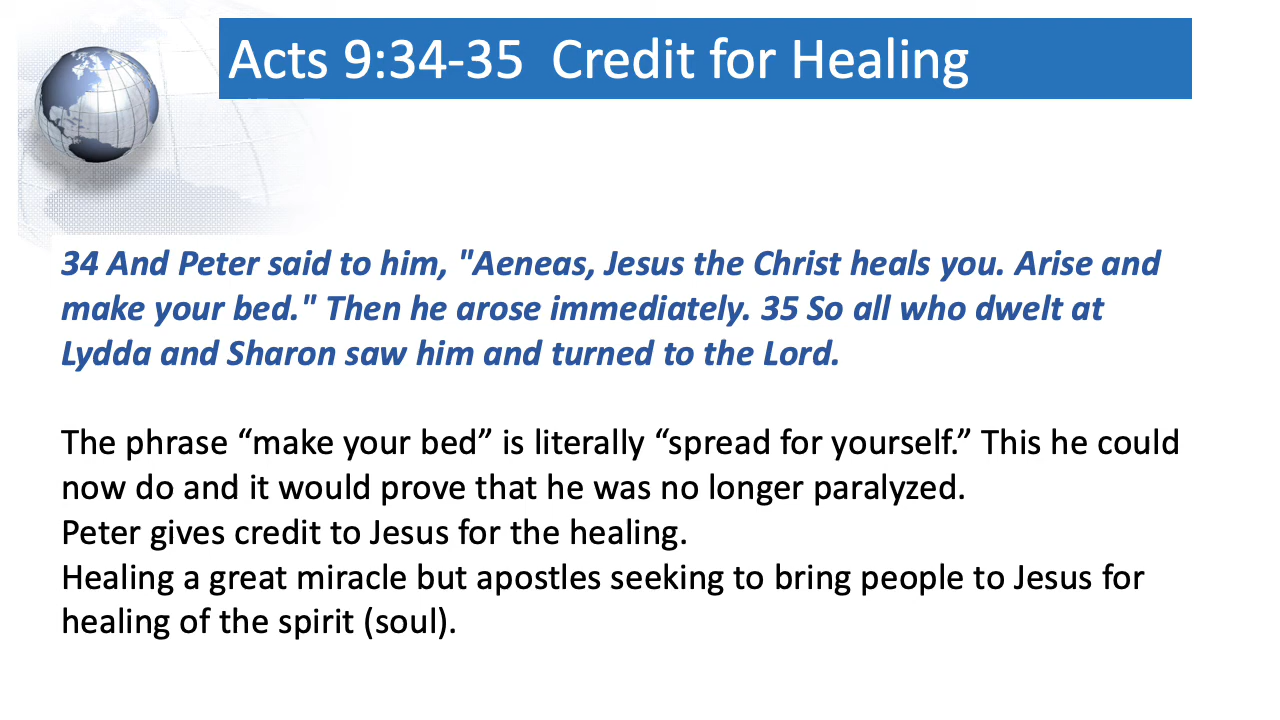 Acts 9:34-35  Credit for Healing
34 And Peter said to him, "Aeneas, Jesus the Christ heals you. Arise and
make your bed." Then he arose immediately. 35 So all who dwelt at
Lydda and Sharon saw him and turned to the Lord.
The phrase “make your bed” is literally “spread for yourself.” This he could
now do and it would prove that he was no longer paralyzed.
Peter gives credit to Jesus for the healing.
Healing a great miracle but apostles seeking to bring people to Jesus for
healing of the spirit (soul).